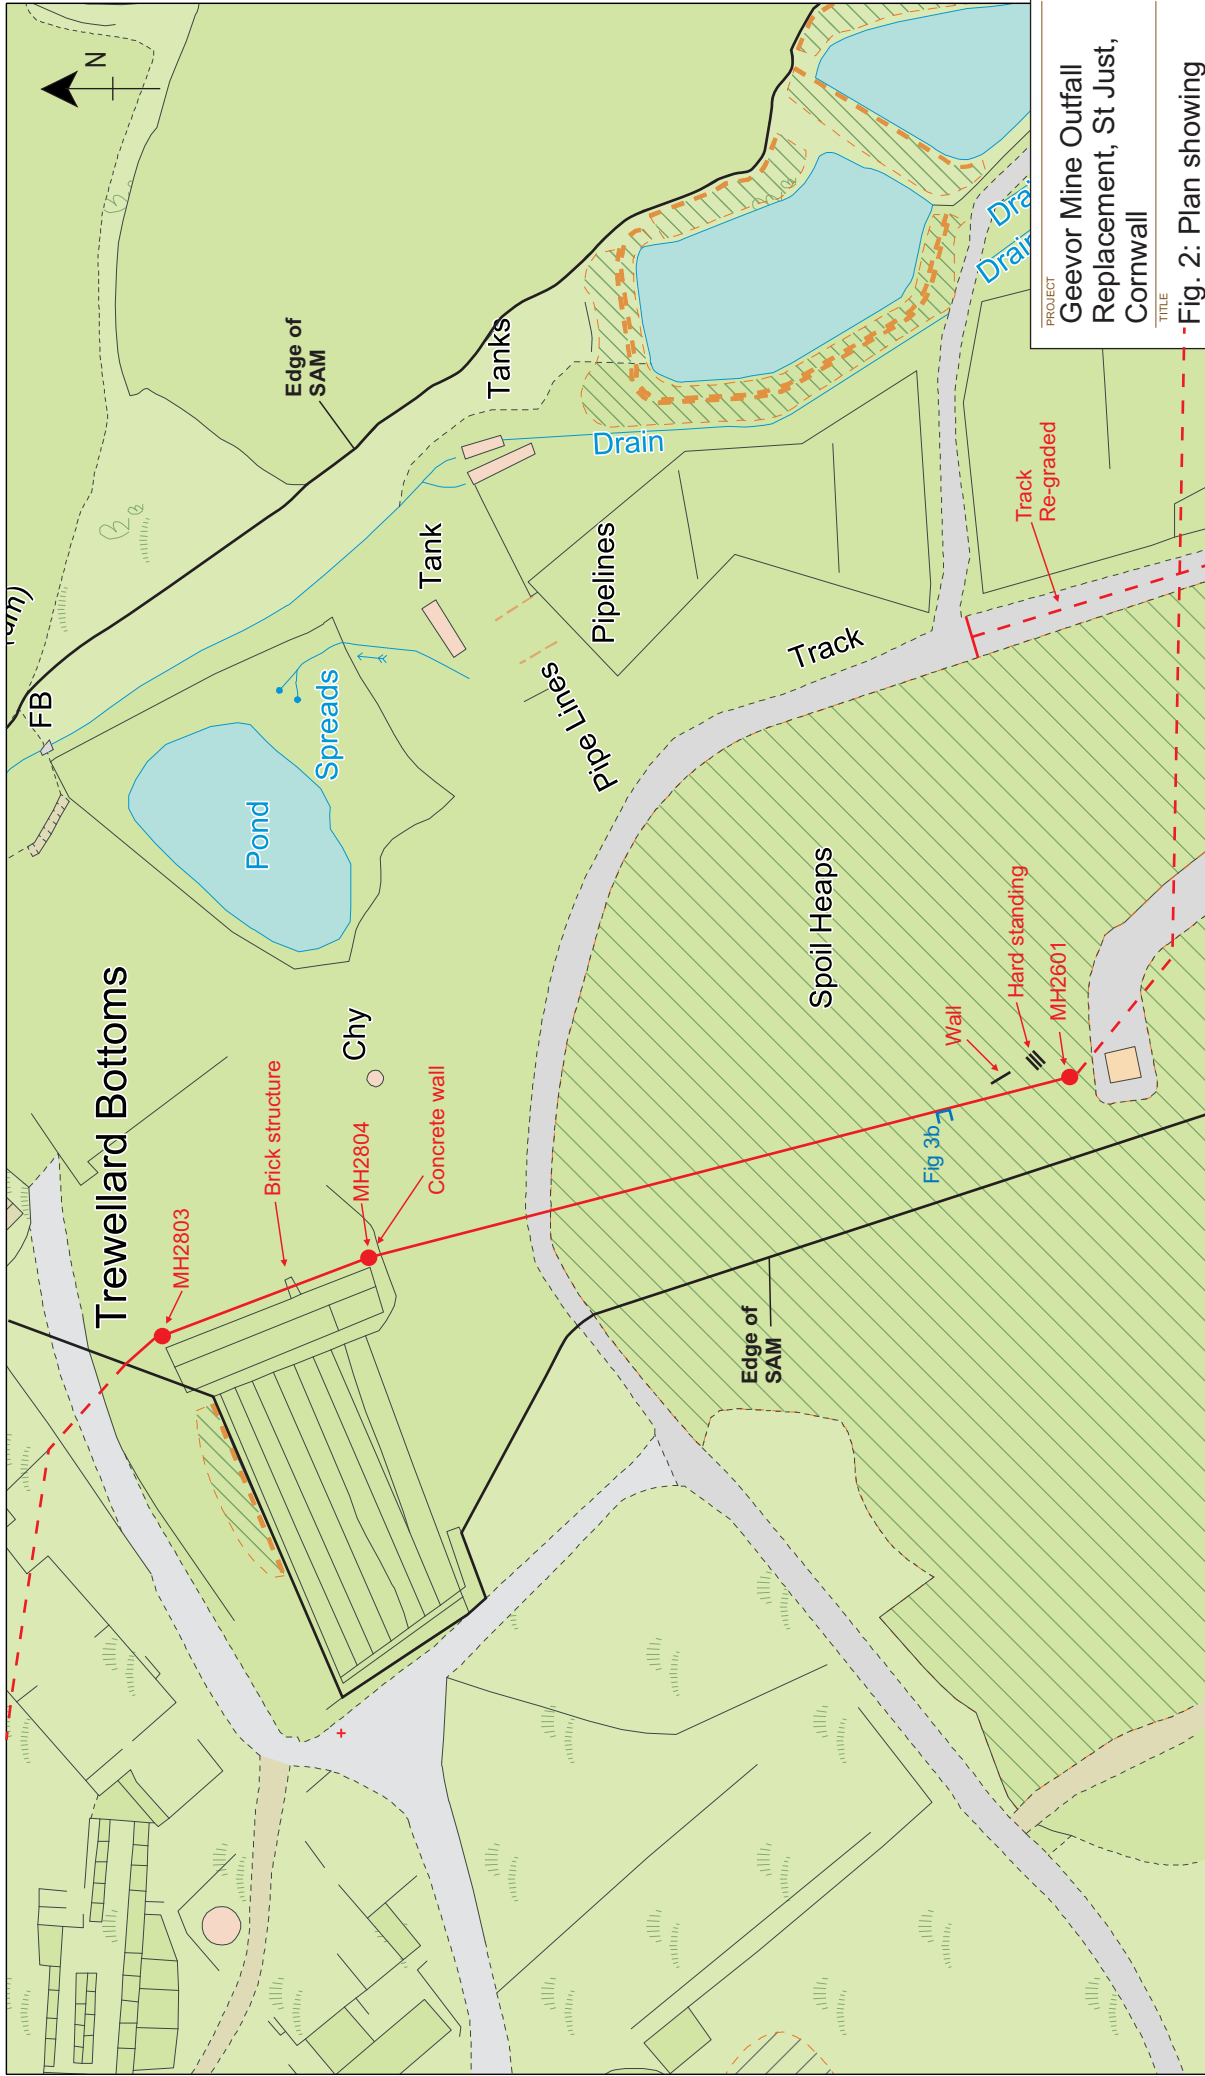 N
Edge of
SAM
FB
Tanks
Drain
Tank
Pipelines
Pipe Lines
Spreads
Pond
Trewellard Bottoms
Chy
Brick structure
MH2803
MH2804
Concrete wall
Track
Track
Re-graded
Spoil Heaps
Hard standing
Wall
MH2601
Fig 3b
Edge of
SAM
PROJECT
Geevor Mine Outfall
Replacement, St Just,
Cornwall
TITLE
Fig. 2: Plan showing